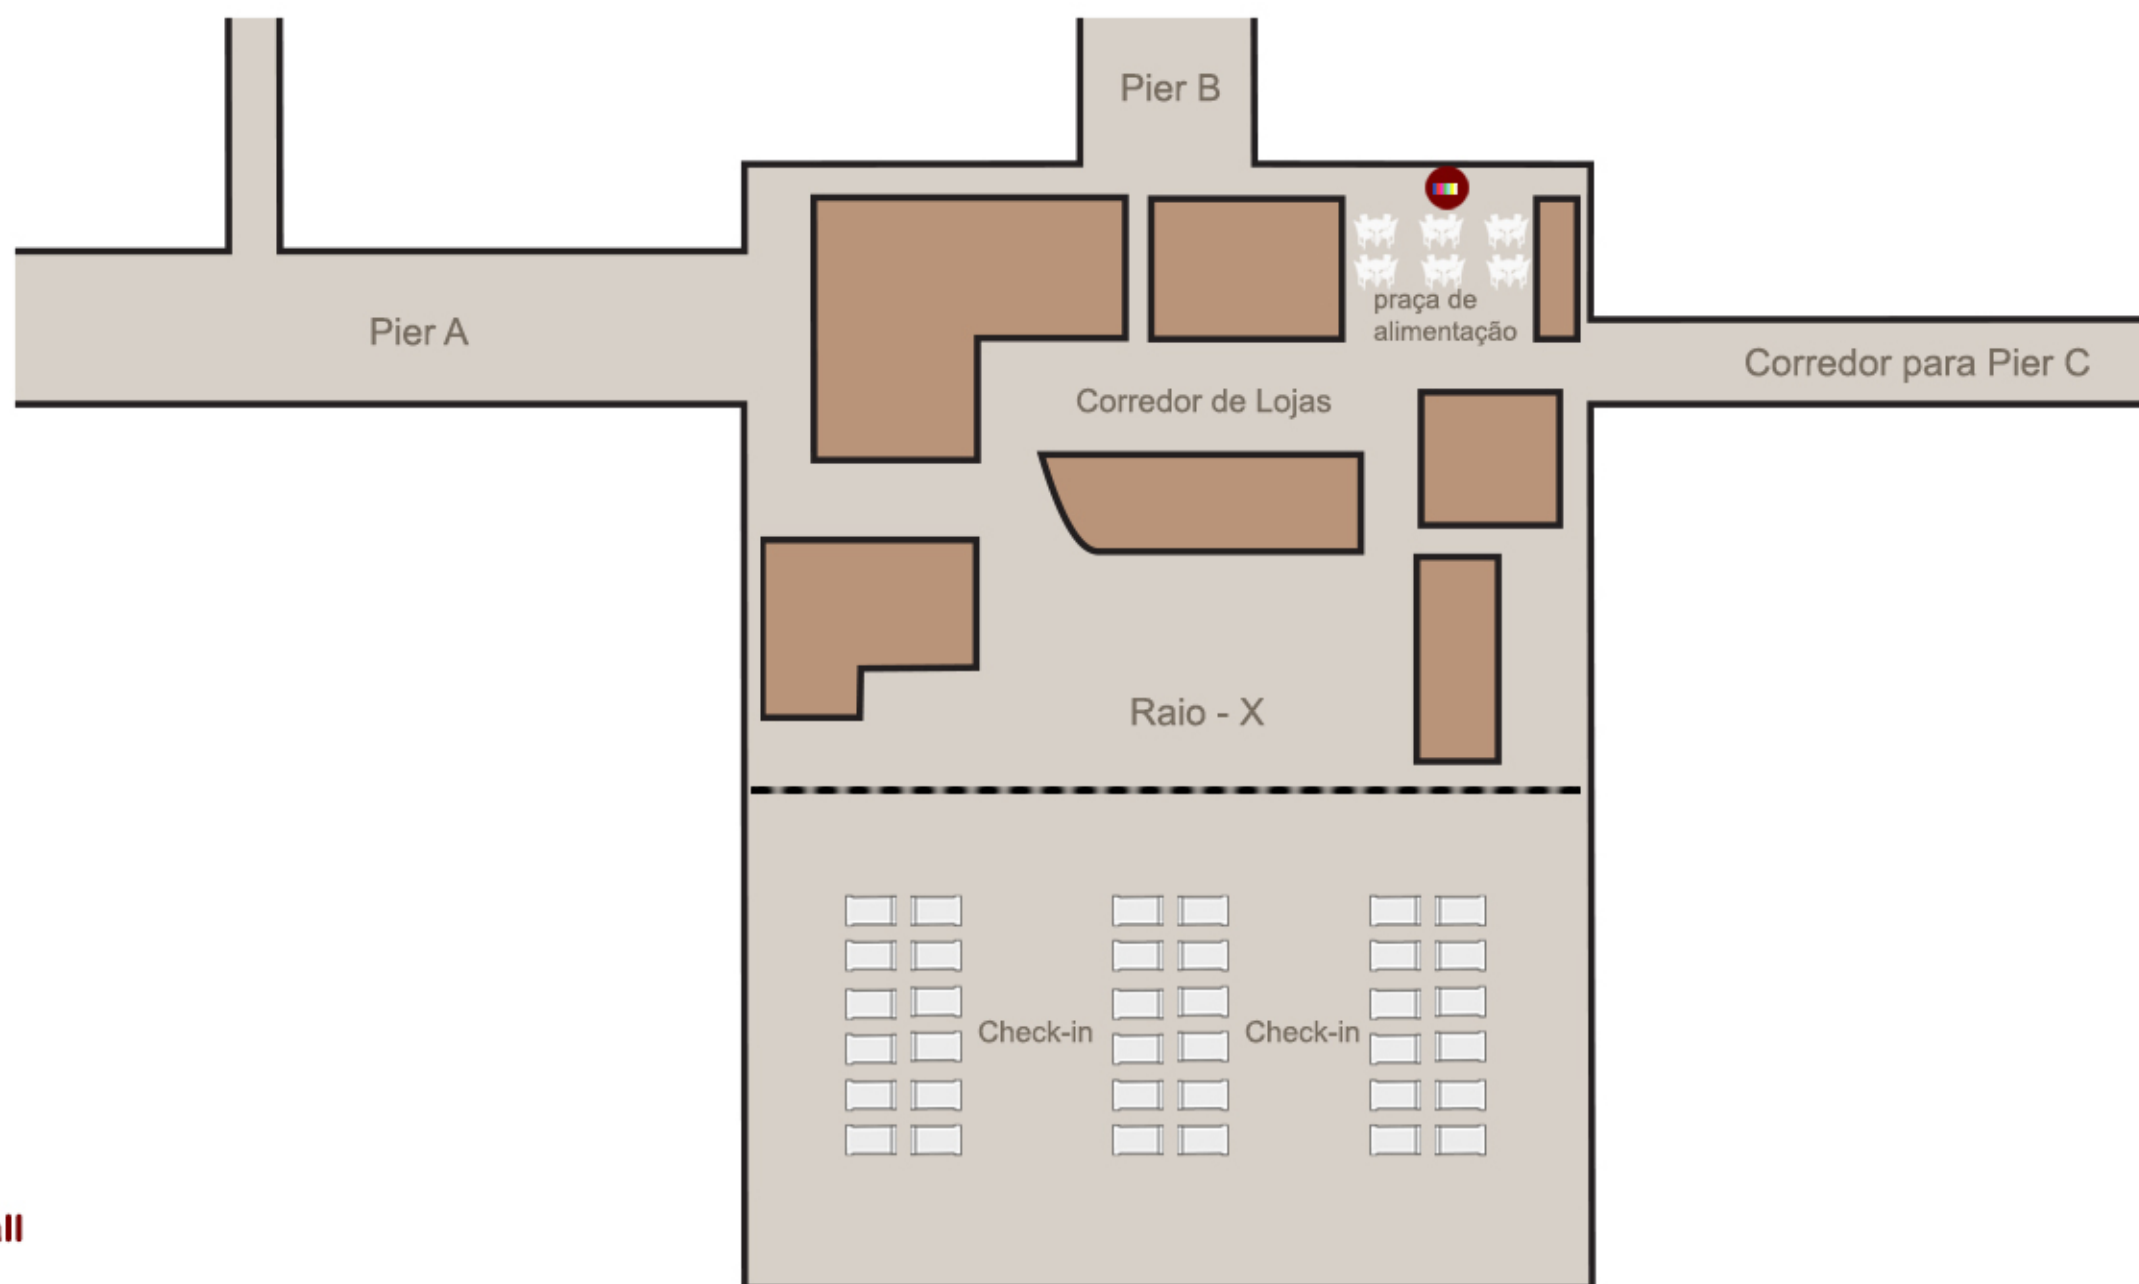 Pier B
Pier A
praça de
alimentação
Corredor para Pier C
Corredor de Lojas
Raio - X
Check-in
Check-in